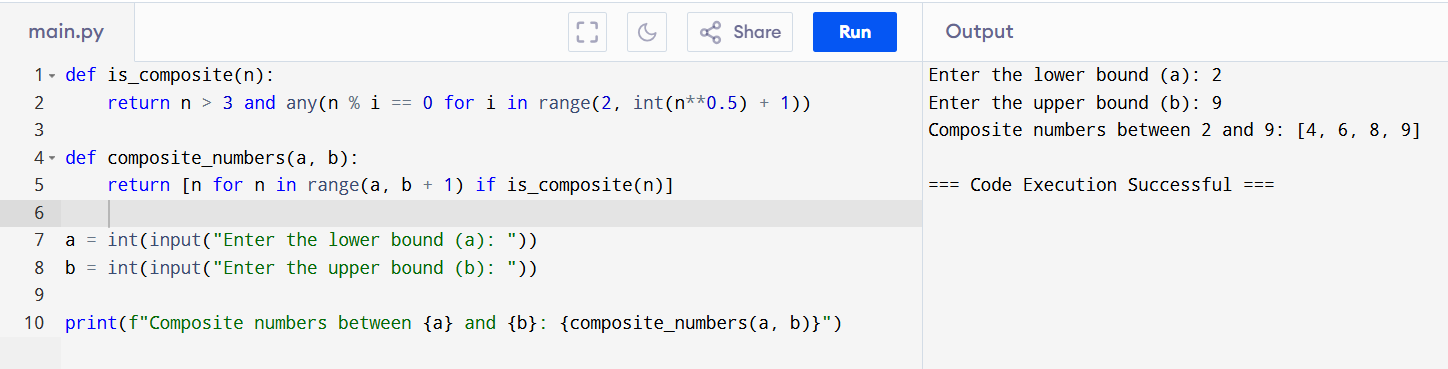 main.py
Share
Run
Output
1 def is_composite(n):
2     return n > 3 and any(n % i == 0 for i in range(2, int(n**0.5) + 1))
3
4 def composite_numbers(a, b):
5     return [n for n in range(a, b + 1) if is_composite(n)]
6
7 a = int(input("Enter the lower bound (a): "))
8 b = int(input("Enter the upper bound (b): "))
9
10 print(f"Composite numbers between {a} and {b}: {composite_numbers(a, b)}")
Enter the lower bound (a): 2
Enter the upper bound (b): 9
Composite numbers between 2 and 9: [4, 6, 8, 9]
=== Code Execution Successful ===